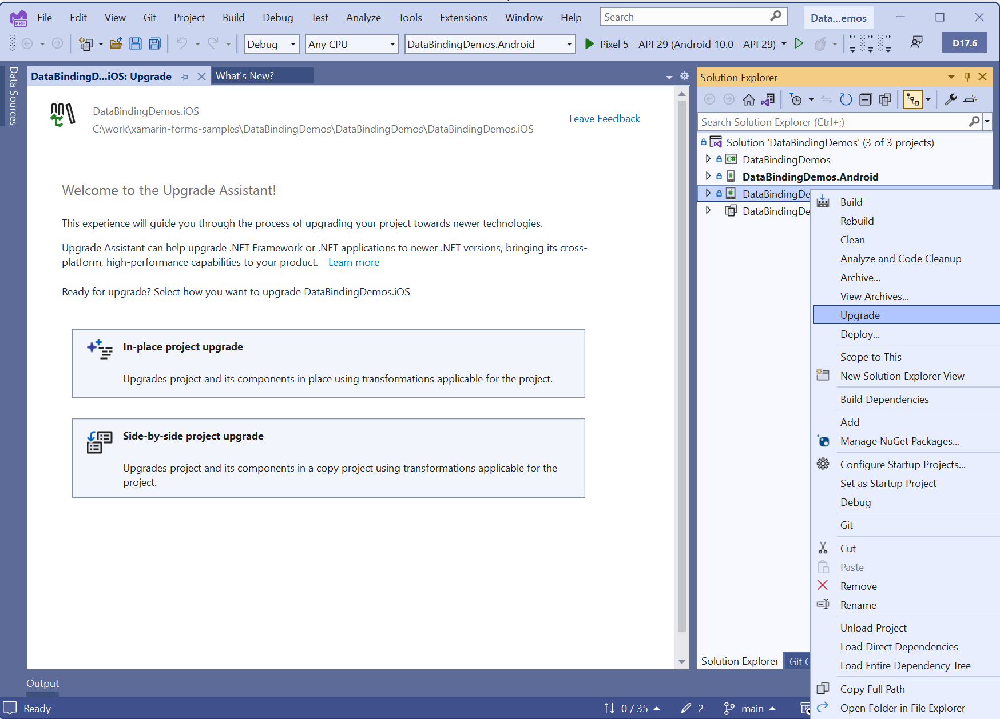 File Edit View Git Project Build Debug Test Analyze Tools Extensions Window Help Search Data...emos
PRE
Debug Any CPU DataBindingDemos.Android Pixel 5 - API 29 (Android 10.0 - API 29) D17.6
Data Sources
DataBindingD...iOS: Upgrade What's New?
DataBindingDemos.iOS
C:\work\xamarin-forms-samples\DataBindingDemos\DataBindingDemos\DataBindingDemos.iOS
Leave Feedback
Welcome to the Upgrade Assistant!
This experience will guide you through the process of upgrading your project towards newer technologies.
Upgrade Assistant can help upgrade .NET Framework or .NET applications to newer .NET versions, bringing its cross-
platform, high-performance capabilities to your product. Learn more
Ready for upgrade? Select how you want to upgrade DataBindingDemos.iOS
In-place project upgrade
Upgrades project and its components in place using transformations applicable for the project.
Side-by-side project upgrade
Upgrades project and its components in a copy project using transformations applicable for the
project.
Solution Explorer
Search Solution Explorer (Ctrl+;)
Solution 'DataBindingDemos' (3 of 3 projects)
C# DataBindingDemos
DataBindingDemos.Android
DataBindingDe
DataBindingDe
Build
Rebuild
Clean
Analyze and Code Cleanup
Archive...
View Archives...
Upgrade
Deploy...
Scope to This
New Solution Explorer View
Build Dependencies
Add
Manage NuGet Packages...
Configure Startup Projects...
Set as Startup Project
Debug
Git
Cut
Paste
Remove
Rename
Unload Project
Load Direct Dependencies
Load Entire Dependency Tree
Copy Full Path
Open Folder in File Explorer
Solution Explorer Git C
Output
Ready 0 / 35 2 main